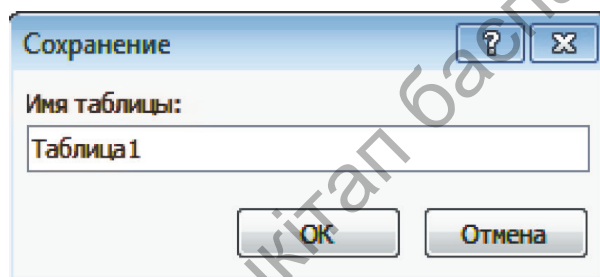 Сохранение
Имя таблицы:
Таблица1
ОК
Отмена